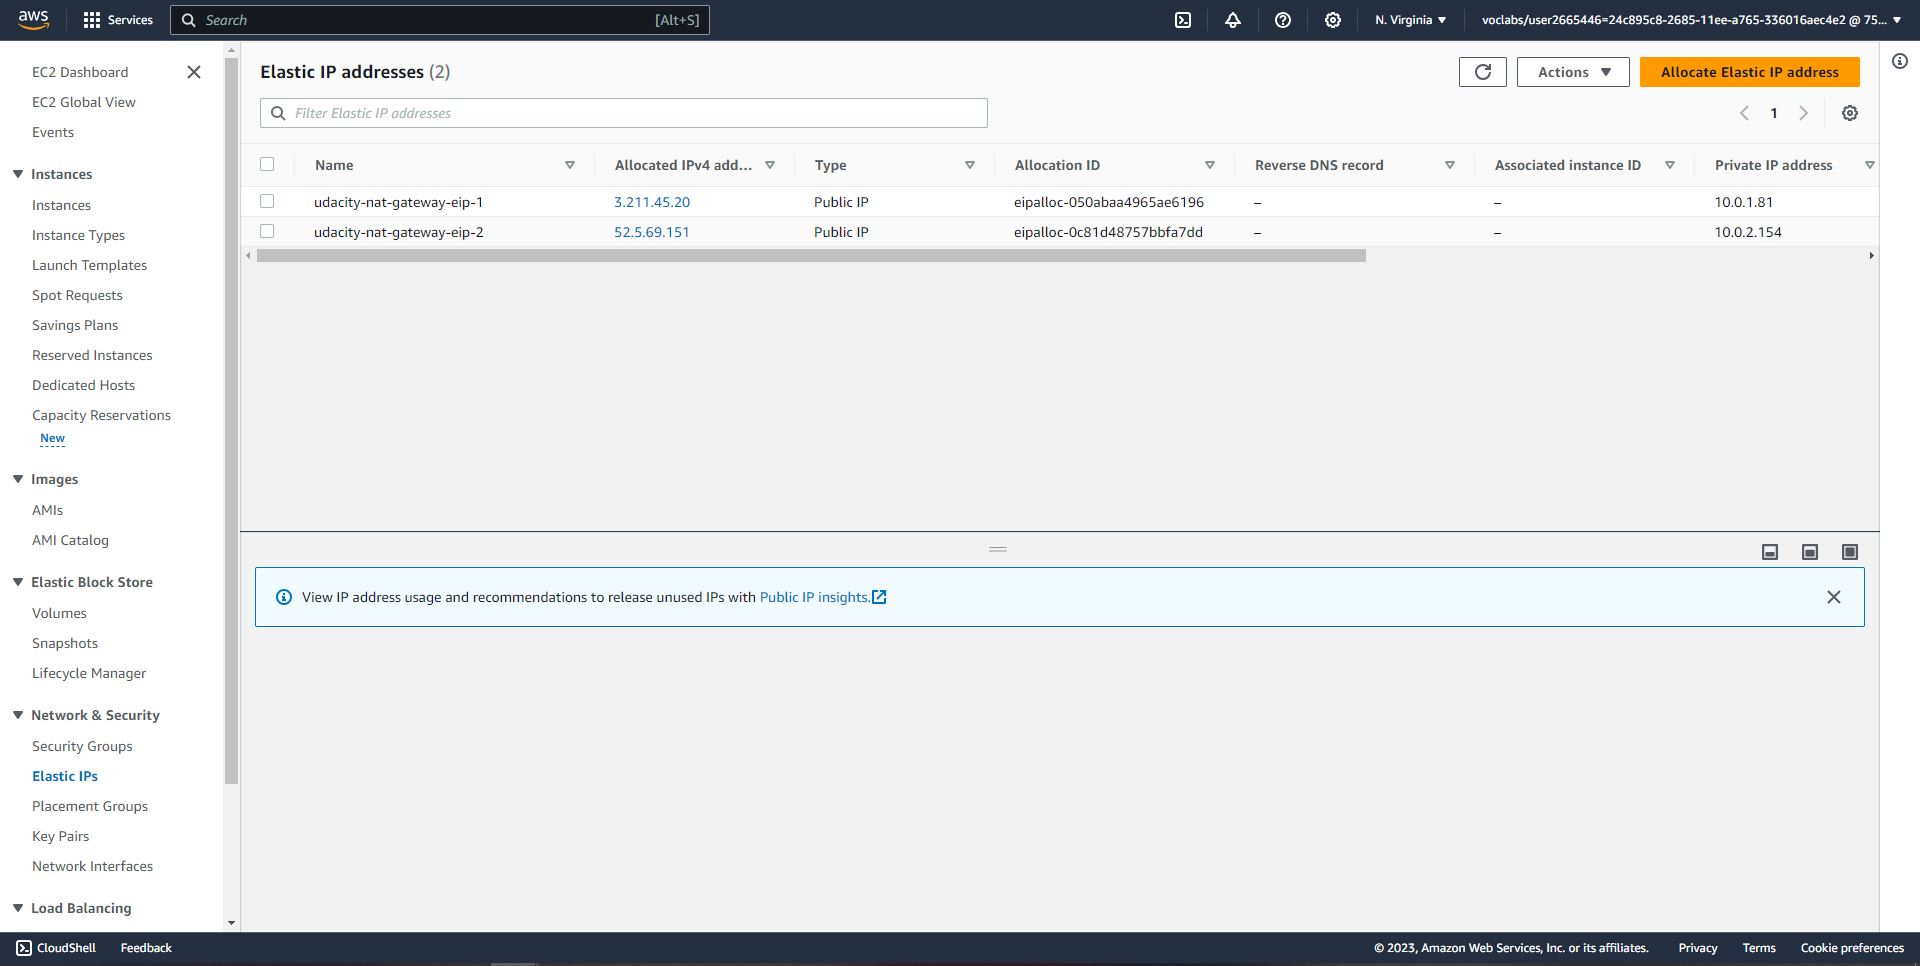 aws
Services
Search
[Alt+S]
N. Virginia
voclabs/user2665446=24c895c8-2685-11ee-a765-336016aec4e2 @ 75...
EC2 Dashboard
EC2 Global View
Events
Instances
Instances
Instance Types
Launch Templates
Spot Requests
Savings Plans
Reserved Instances
Dedicated Hosts
Capacity Reservations
New
Images
AMIs
AMI Catalog
Elastic Block Store
Volumes
Snapshots
Lifecycle Manager
Network & Security
Security Groups
Elastic IPs
Placement Groups
Key Pairs
Network Interfaces
Load Balancing
Elastic IP addresses (2)
Actions
Allocate Elastic IP address
Filter Elastic IP addresses
1
Name Allocated IPv4 add... Type Allocation ID Reverse DNS record Associated instance ID Private IP address
udacity-nat-gateway-eip-1 3.211.45.20 Public IP eipalloc-050abaa4965ae6196 – – 10.0.1.81
udacity-nat-gateway-eip-2 52.5.69.151 Public IP eipalloc-0c81d48757bbfa7dd – – 10.0.2.154
View IP address usage and recommendations to release unused IPs with Public IP insights.
CloudShell Feedback
© 2023, Amazon Web Services, Inc. or its affiliates. Privacy Terms Cookie preferences